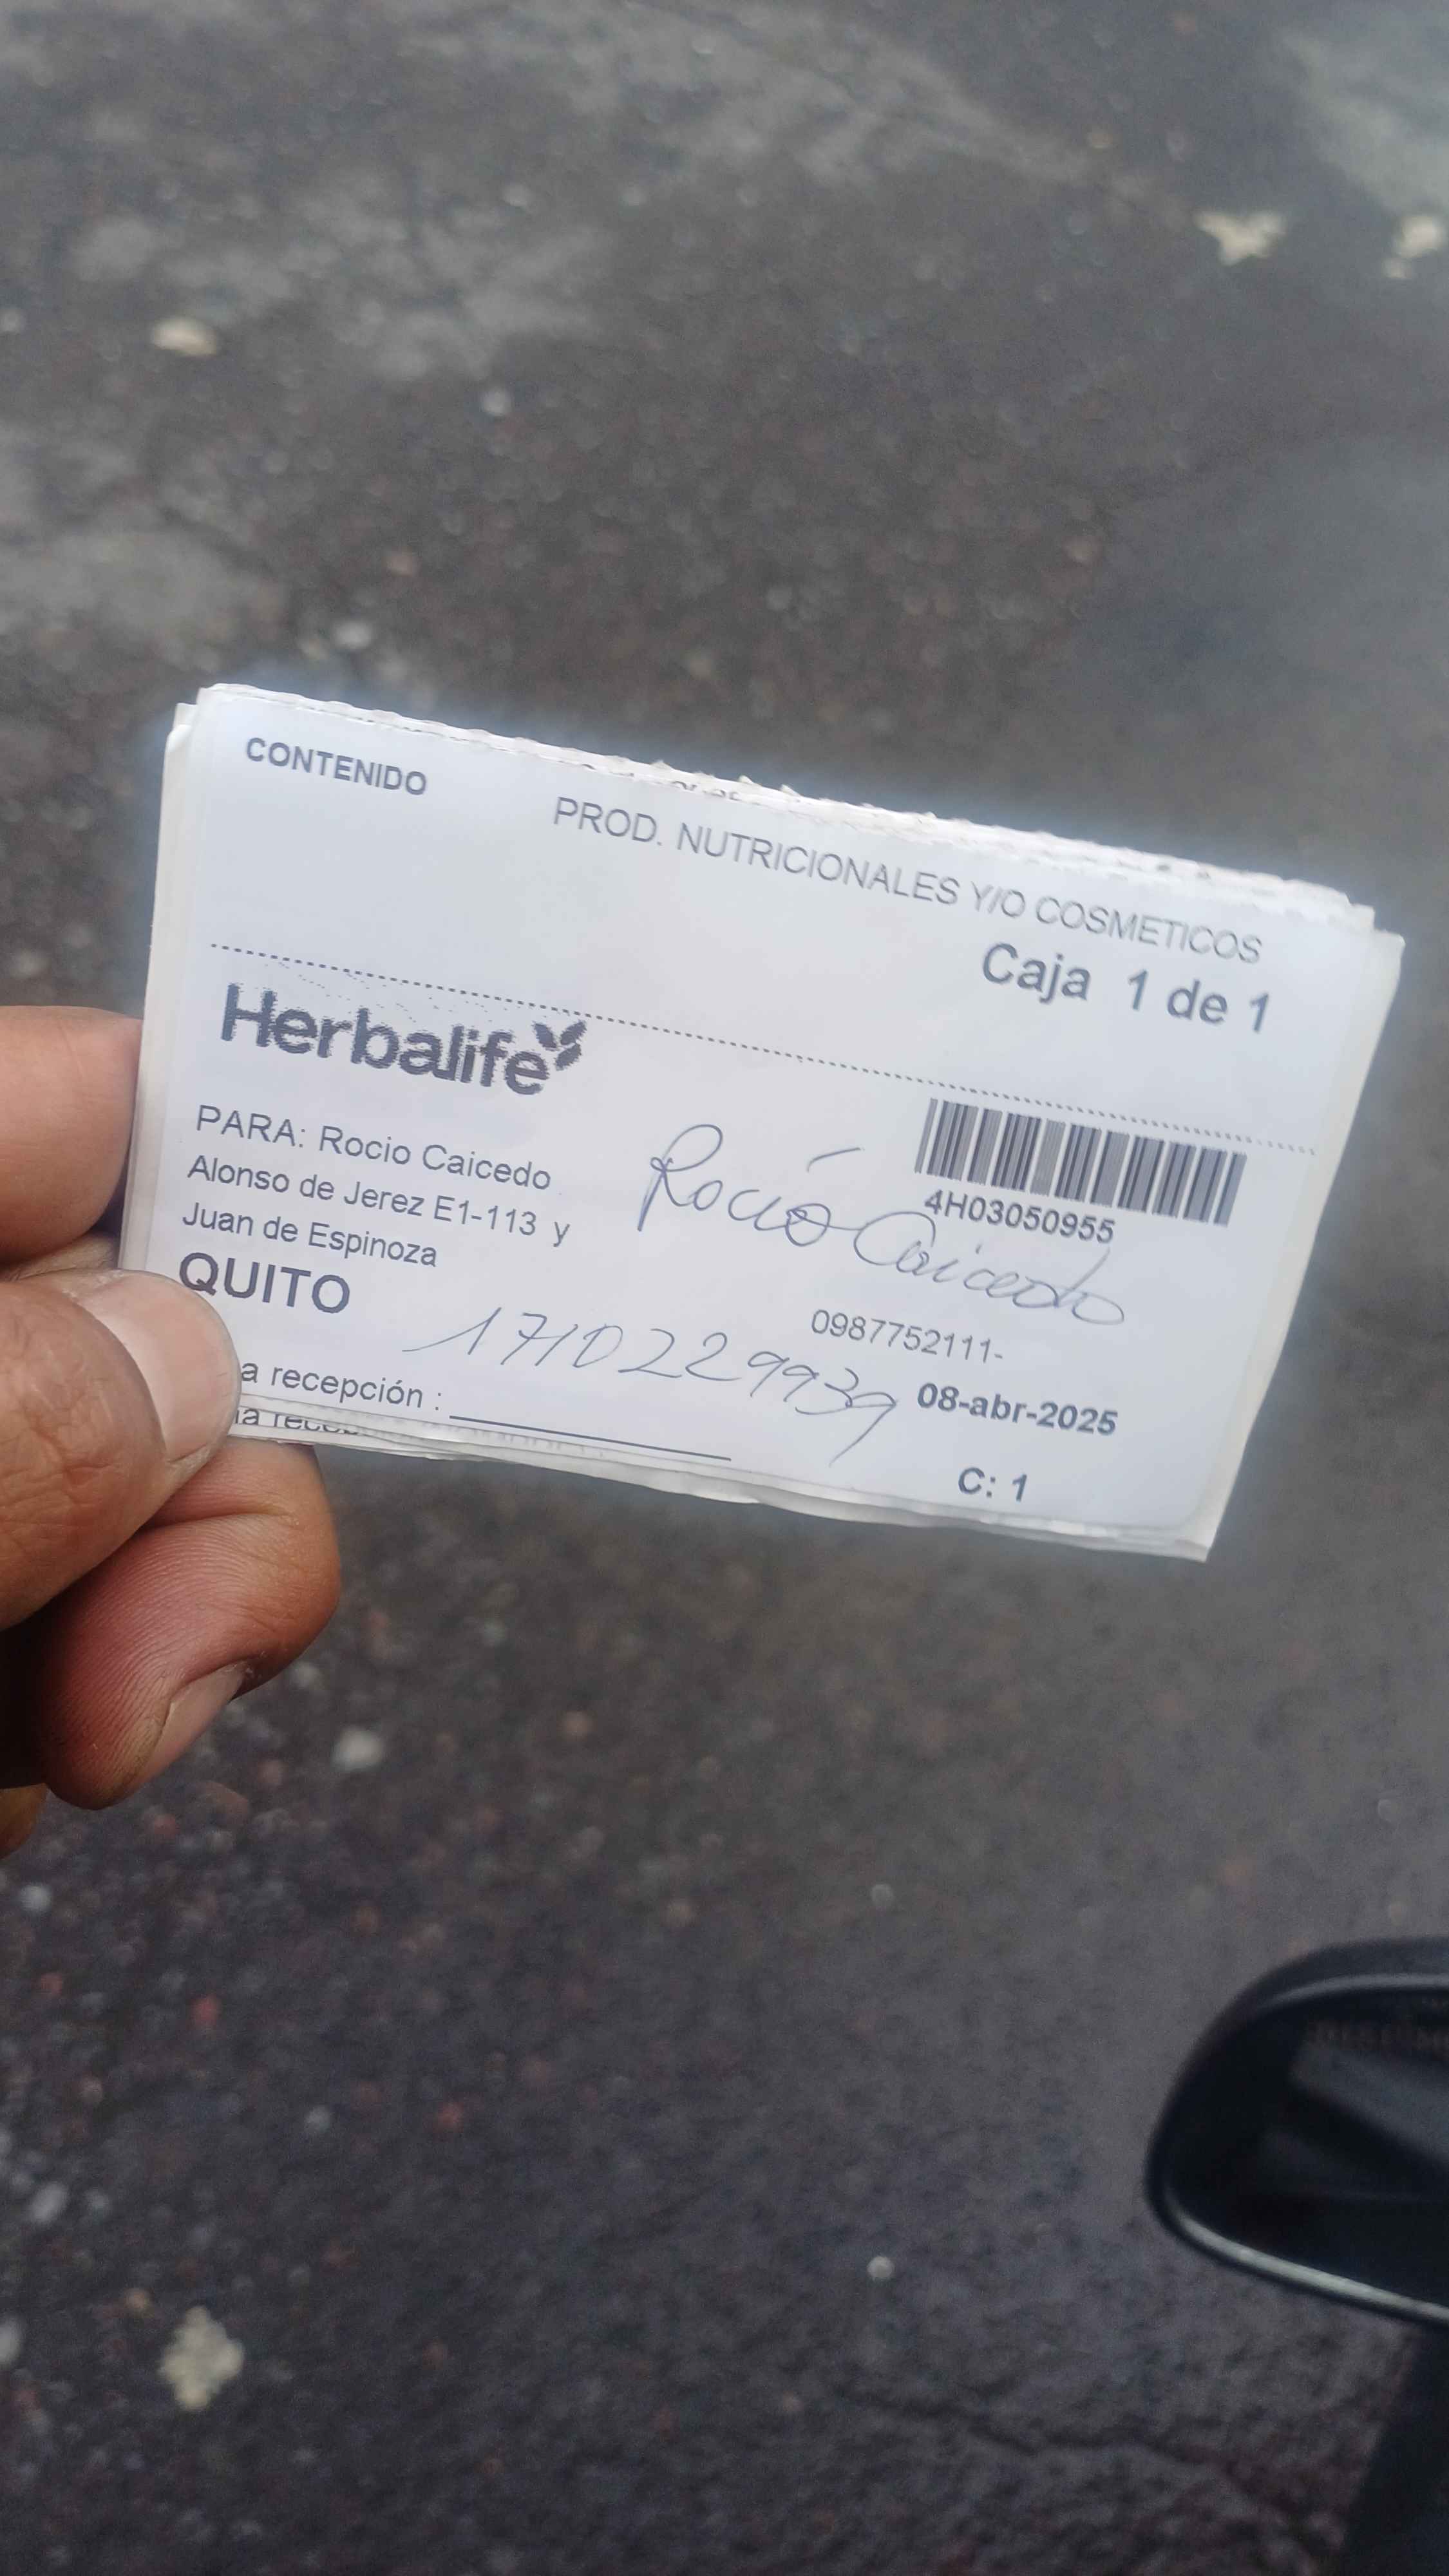 CONTENIDO
PROD. NUTRICIONALES Y/O COSMETICOS
Caja 1 de 1
Herbalife
PARA: Rocio Caicedo
Alonso de Jerez E1-113 y
Juan de Espinoza
QUITO
Rocío Caicedo
4H03050955
0987752111-
1710229939
08-abr-2025
a recepción :
C: 1